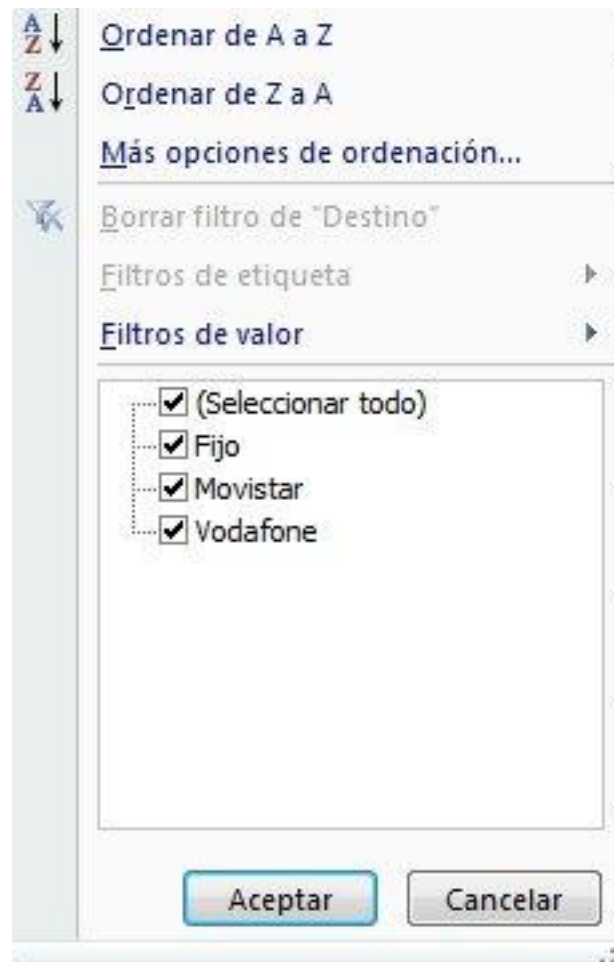 Ordenar de A a Z
Ordenar de Z a A
Más opciones de ordenación...
Borrar filtro de "Destino"
Filtros de etiqueta
Filtros de valor
(Seleccionar todo)
Fijo
Movistar
Vodafone
Aceptar Cancelar